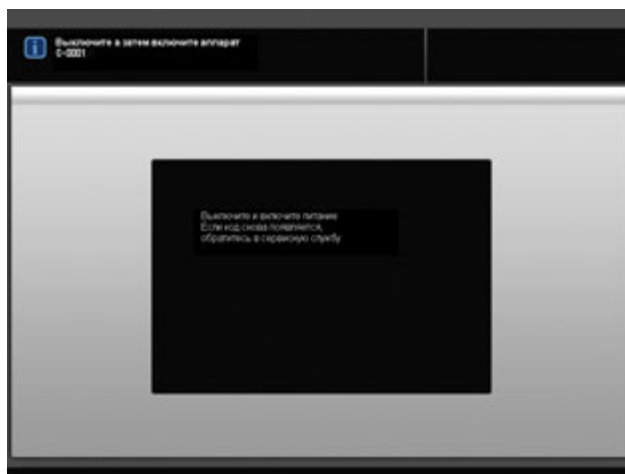 Выключите а затем включите аппарат
C-0001
Выключите и включите питание
Если код снова появляется,
обратитесь в сервисную службу